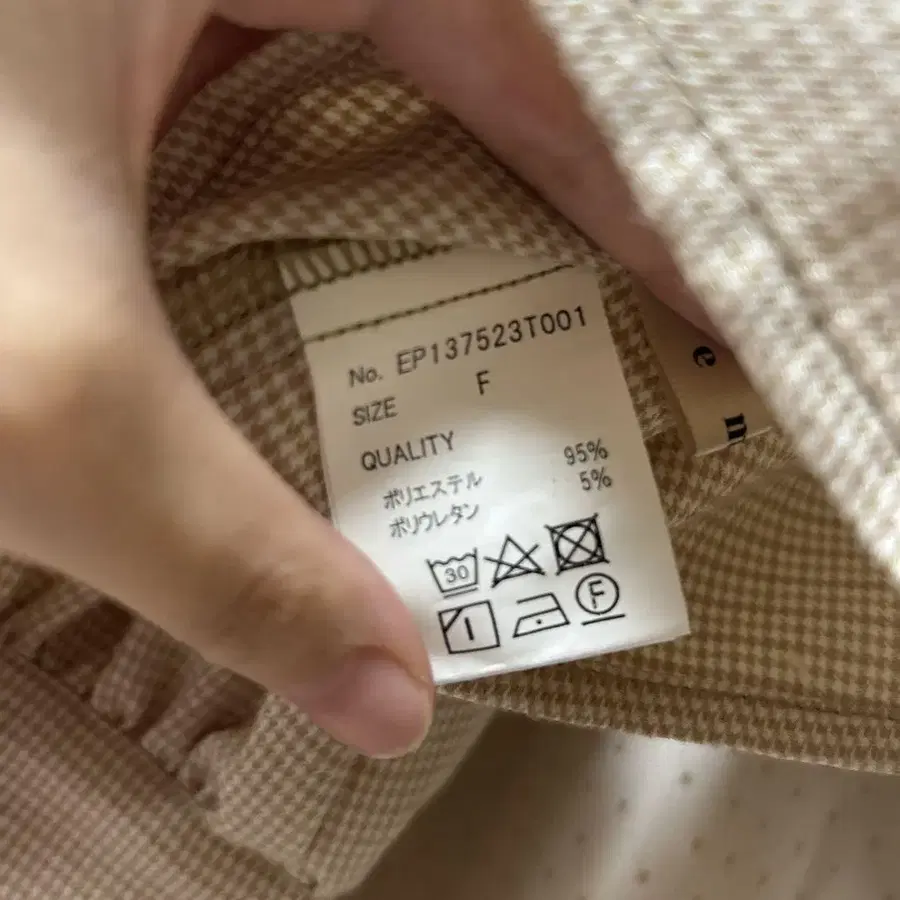 No. EP137523T001
SIZE F
QUALITY
ポリエステル 95%
ポリウレタン 5%
30
F
e
n